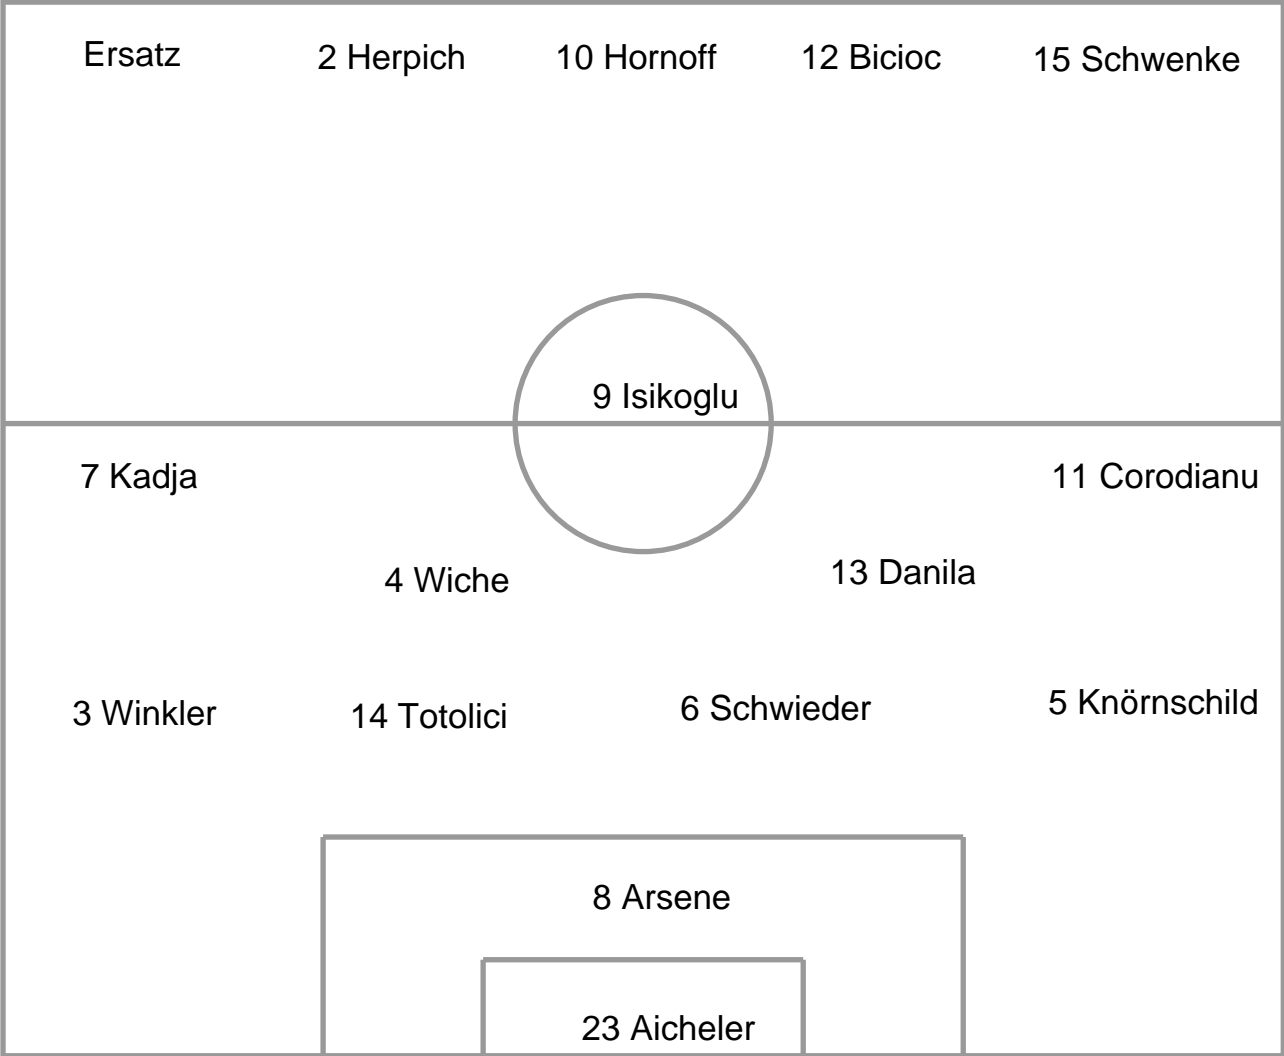 Ersatz
2 Herpich
10 Hornoff
12 Bicioc
15 Schwenke
9 Isikoglu
7 Kadja
11 Corodianu
4 Wiche
13 Danila
3 Winkler
14 Totolici
6 Schwieder
5 Knörnschild
8 Arsene
23 Aicheler